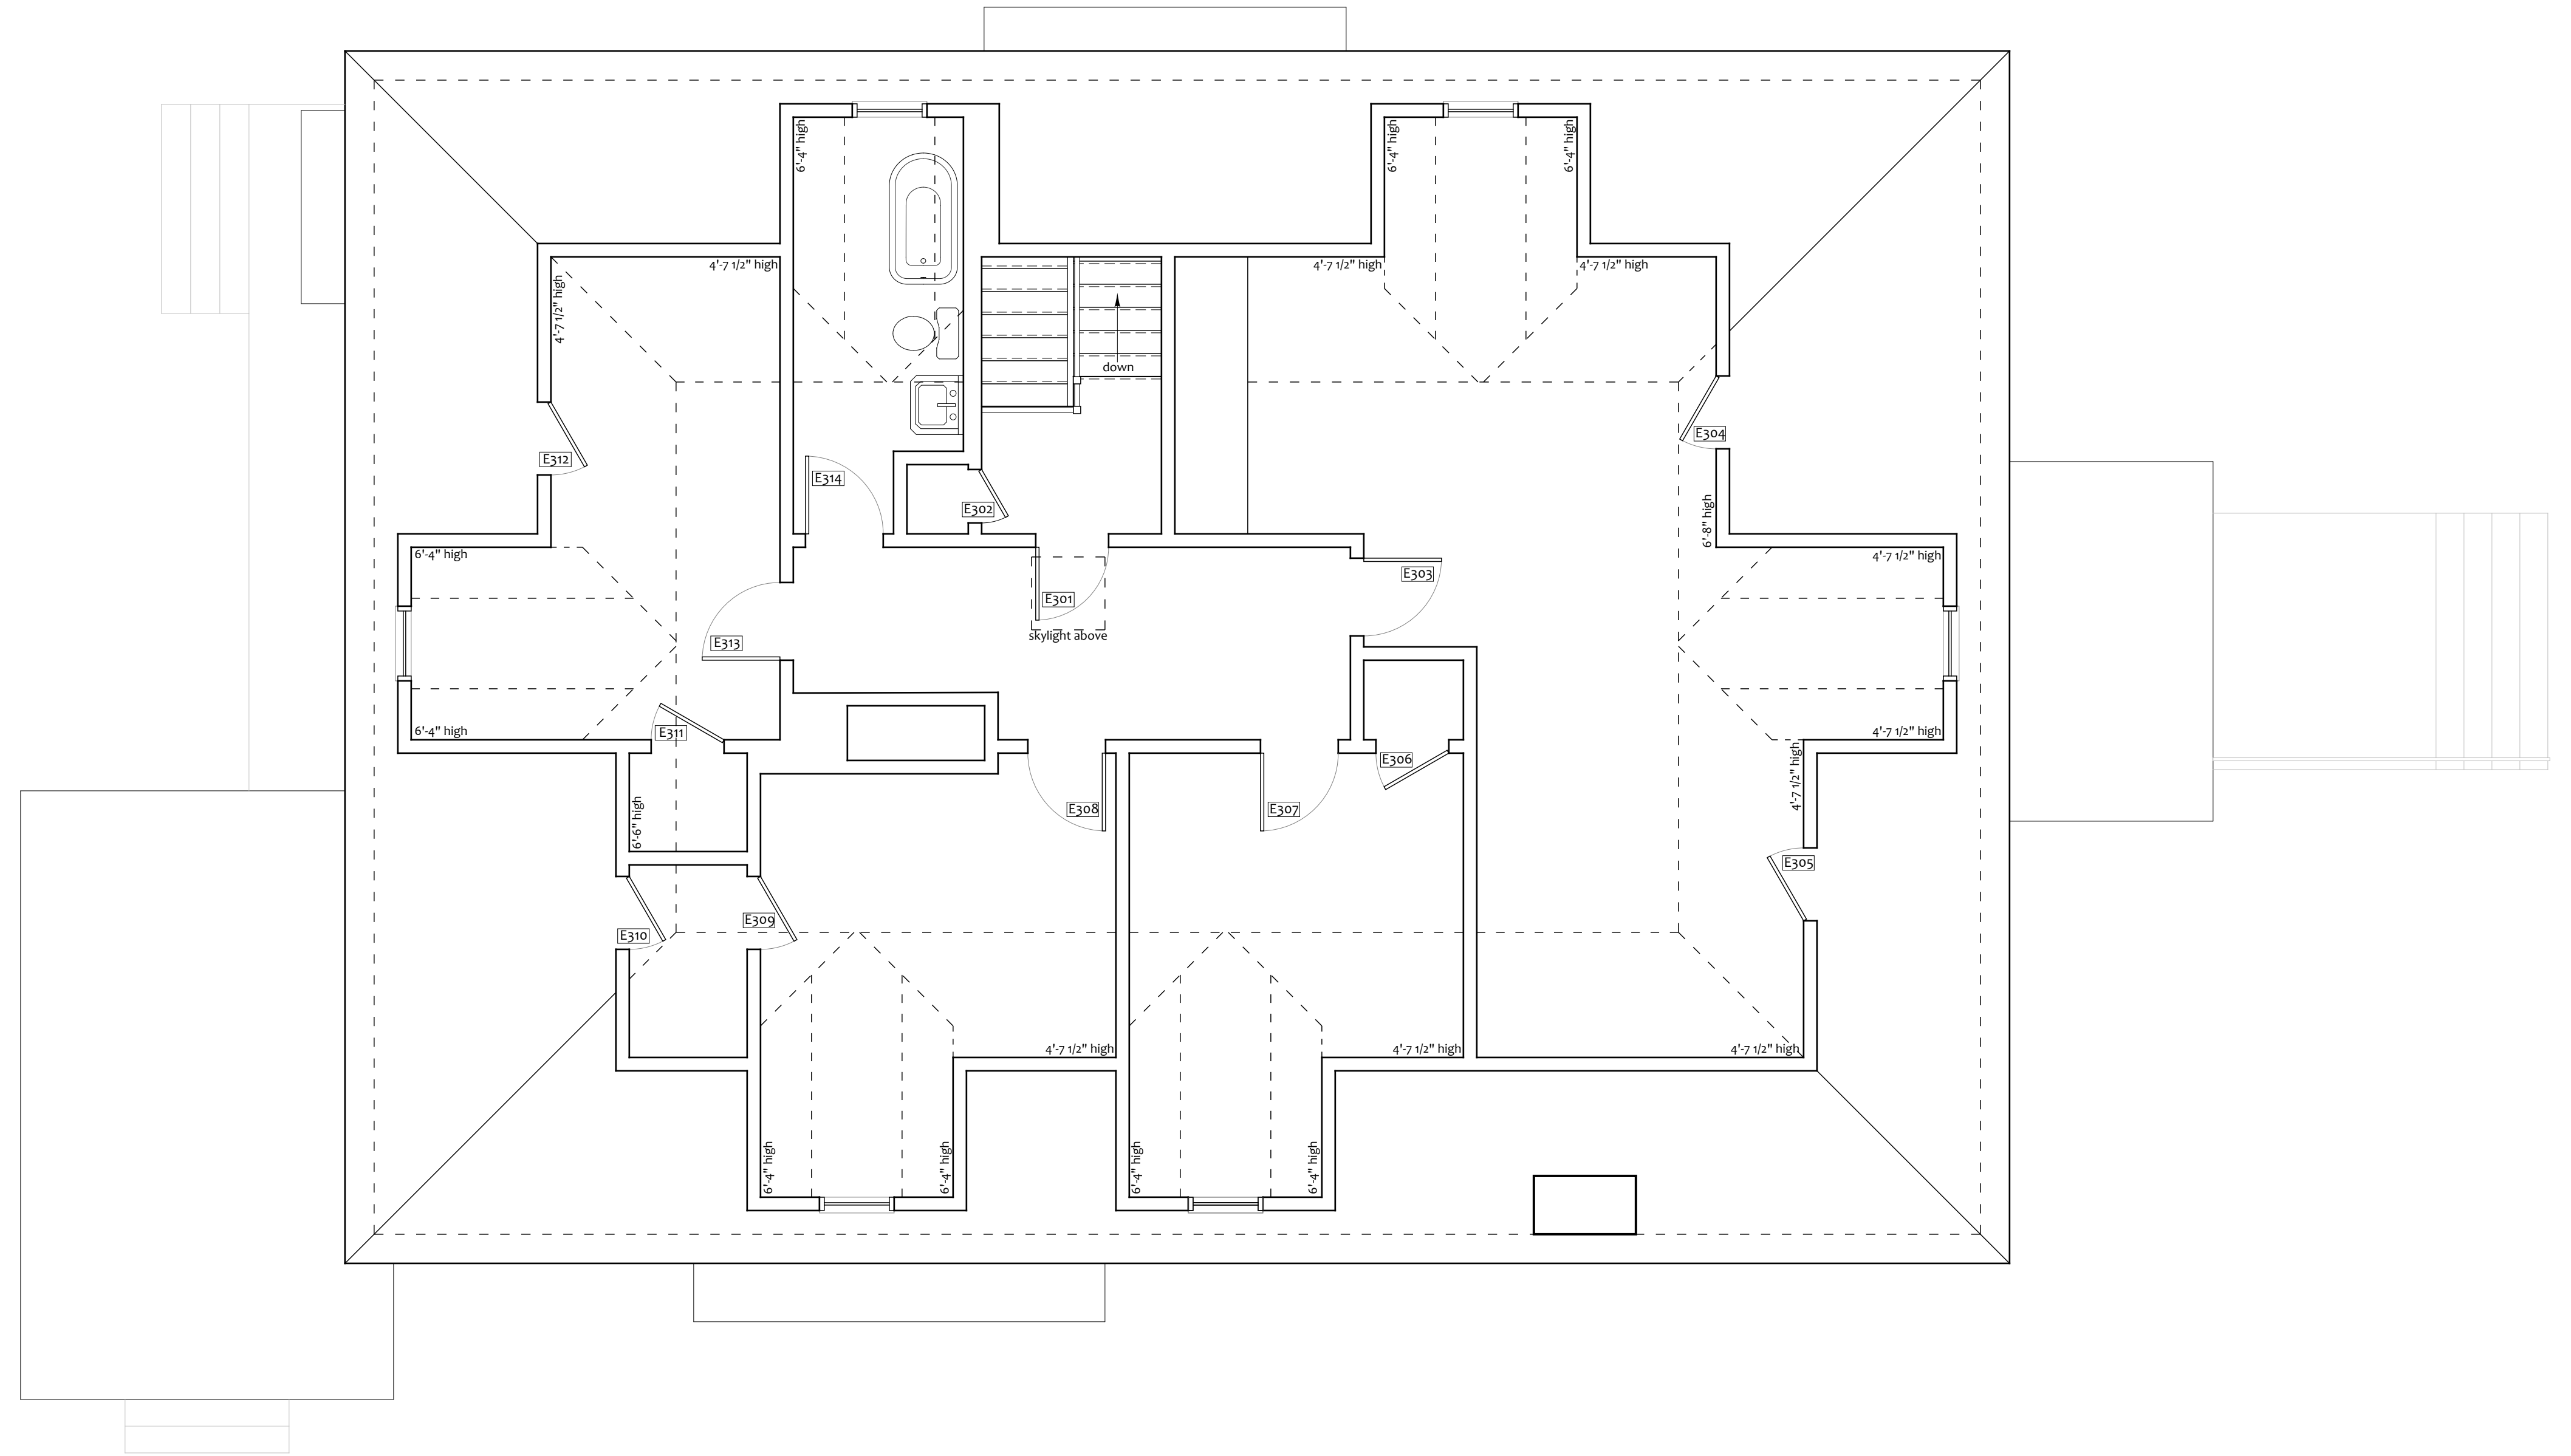 6'-4" high
6'-4" high
6'-4" high
4'-7 1/2" high
4'-7 1/2" high
4'-7 1/2" high
4'-7 1/2" high
down
E304
E312
E314
E302
6'-8" high
6'-4" high
4'-7 1/2" high
E303
E301
skylight above
E313
6'-4" high
E311
4'-7 1/2" high
E306
4'-7 1/2" high
6'-6" high
E308
E307
E305
E309
E310
4'-7 1/2" high
4'-7 1/2" high
4'-7 1/2" high
6'-4" high
6'-4" high
6'-4" high
6'-4" high